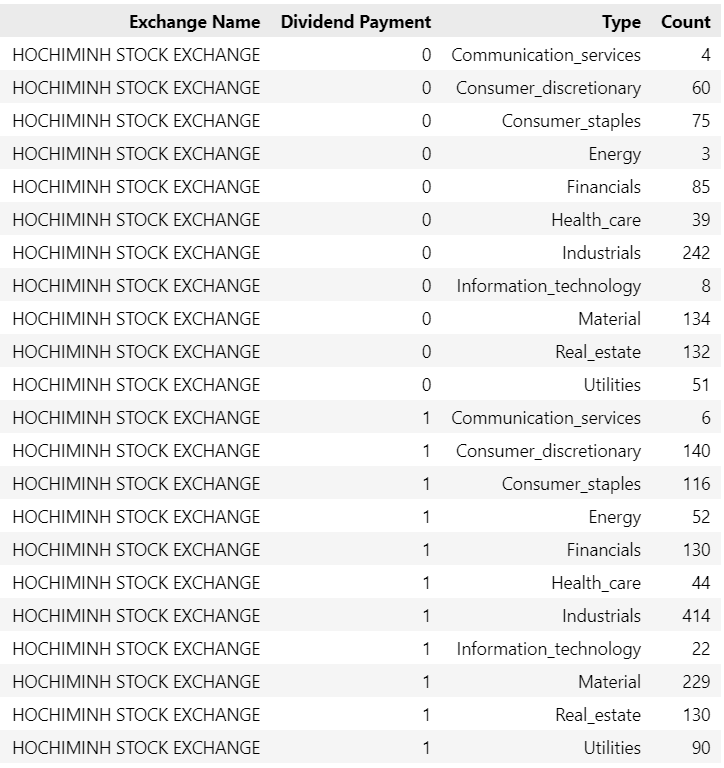 Exchange Name Dividend Payment Type Count
HOCHIMINH STOCK EXCHANGE 0 Communication_services 4
HOCHIMINH STOCK EXCHANGE 0 Consumer_discretionary 60
HOCHIMINH STOCK EXCHANGE 0 Consumer_staples 75
HOCHIMINH STOCK EXCHANGE 0 Energy 3
HOCHIMINH STOCK EXCHANGE 0 Financials 85
HOCHIMINH STOCK EXCHANGE 0 Health_care 39
HOCHIMINH STOCK EXCHANGE 0 Industrials 242
HOCHIMINH STOCK EXCHANGE 0 Information_technology 8
HOCHIMINH STOCK EXCHANGE 0 Material 134
HOCHIMINH STOCK EXCHANGE 0 Real_estate 132
HOCHIMINH STOCK EXCHANGE 0 Utilities 51
HOCHIMINH STOCK EXCHANGE 1 Communication_services 6
HOCHIMINH STOCK EXCHANGE 1 Consumer_discretionary 140
HOCHIMINH STOCK EXCHANGE 1 Consumer_staples 116
HOCHIMINH STOCK EXCHANGE 1 Energy 52
HOCHIMINH STOCK EXCHANGE 1 Financials 130
HOCHIMINH STOCK EXCHANGE 1 Health_care 44
HOCHIMINH STOCK EXCHANGE 1 Industrials 414
HOCHIMINH STOCK EXCHANGE 1 Information_technology 22
HOCHIMINH STOCK EXCHANGE 1 Material 229
HOCHIMINH STOCK EXCHANGE 1 Real_estate 130
HOCHIMINH STOCK EXCHANGE 1 Utilities 90